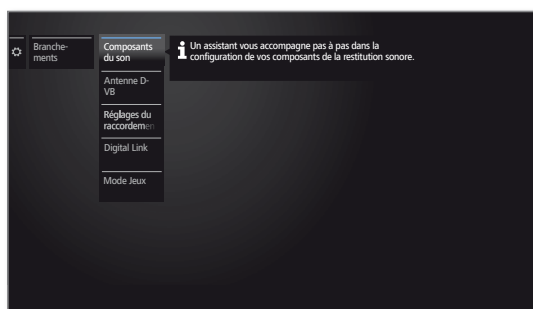 Branche-
ments
Composants
du son
Un assistant vous accompagne pas à pas dans la
configuration de vos composants de la restitution sonore.
Antenne D-
VB
Réglages du
raccordemen
Digital Link
Mode Jeux